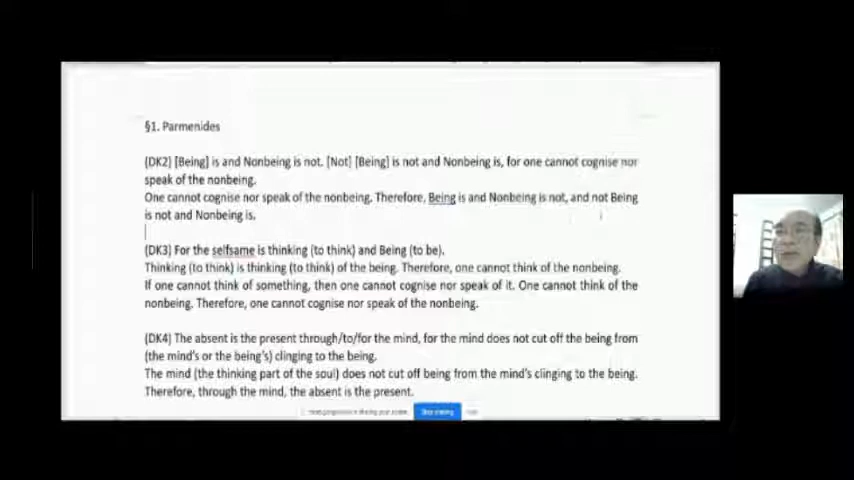 §1. Parmenides
(DK2) [Being] is and Nonbeing is not. [Not] [Being] is not and Nonbeing is, for one cannot cognise nor
speak of the nonbeing.
One cannot cognise nor speak of the nonbeing. Therefore, Being is and Nonbeing is not, and not Being
is not and Nonbeing is.
(DK3) For the selfsame is thinking (to think) and Being (to be).
Thinking (to think) is thinking (to think) of the being. Therefore, one cannot think of the nonbeing.
If one cannot think of something, then one cannot cognise nor speak of it. One cannot think of the
nonbeing. Therefore, one cannot cognise nor speak of the nonbeing.
(DK4) The absent is the present through/to/for the mind, for the mind does not cut off the being from
(the mind's or the being's) clinging to the being.
The mind (the thinking part of the soul) does not cut off being from the mind's clinging to the being.
Therefore, through the mind, the absent is the present.
is sharing your screen.
Stop sharing